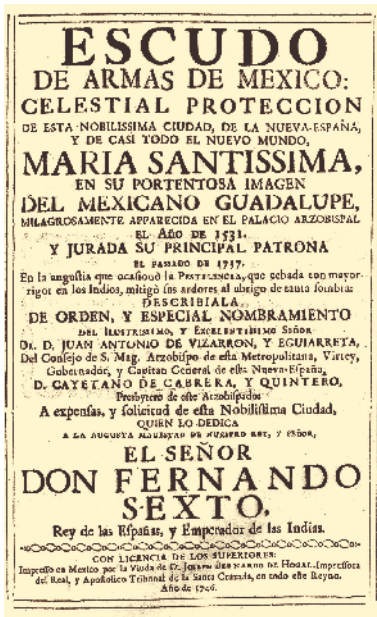 ESCUDO
DE ARMAS DE MEXICO:
CELESTIAL PROTECCION
DE ESTA NOBILISSIMA CIUDAD, DE LA NUEVA-ESPAÑA,
Y DE CASI TODO EL NUEVO MUNDO,
MARIA SANTISSIMA,
EN SU PORTENTOSA IMAGEN
DEL MEXICANO GUADALUPE,
MILAGROSAMENTE APPARECIDA EN EL PALACIO ARZOBISPAL
EL AÑO DE 1531.
Y JURADA SU PRINCIPAL PATRONA
EL PASSADO DE 1737.
En la angustia que ocasionò la PESTILENCIA, que cebada con mayor
rigor en los Indios, mitigò sus ardores al abrigo de tanta sombra:
DESCRIBIALA
DE ORDEN, Y ESPECIAL NOMBRAMIENTO
DEL ILUSTRISSIMO, Y EXCELENTISSIMO SEÑOR
Dr. D. JUAN ANTONIO DE VIZARRON, Y EGUIARRETA,
Del Consejo de S. Mag. Arzobispo de esta Metropolitana, Virrey,
Gobernador, y Capitan General de esta Nueva-España,
D. CAYETANO DE CABRERA, Y QUINTERO,
Presbytero de este Arzobispado
A expensas, y solicitud de esta Nobilissima Ciudad,
QUIEN LO DEDICA
A LA AUGUSTA MAGESTAD DE NUESTRO REY, Y SEÑOR,
EL SEÑOR
DON FERNANDO
SEXTO,
Rey de las Españas, y Emperador de las Indias.
CON LICENCIA DE LOS SUPERIORES:
Impresso en Mexico por la Viuda de D. JOSEPH BERNARDO DE HOGAL, Impressora
del Real, y Apostolico Tribunal de la Santa Cruzada, en todo este Reyno.
Año de 1746.